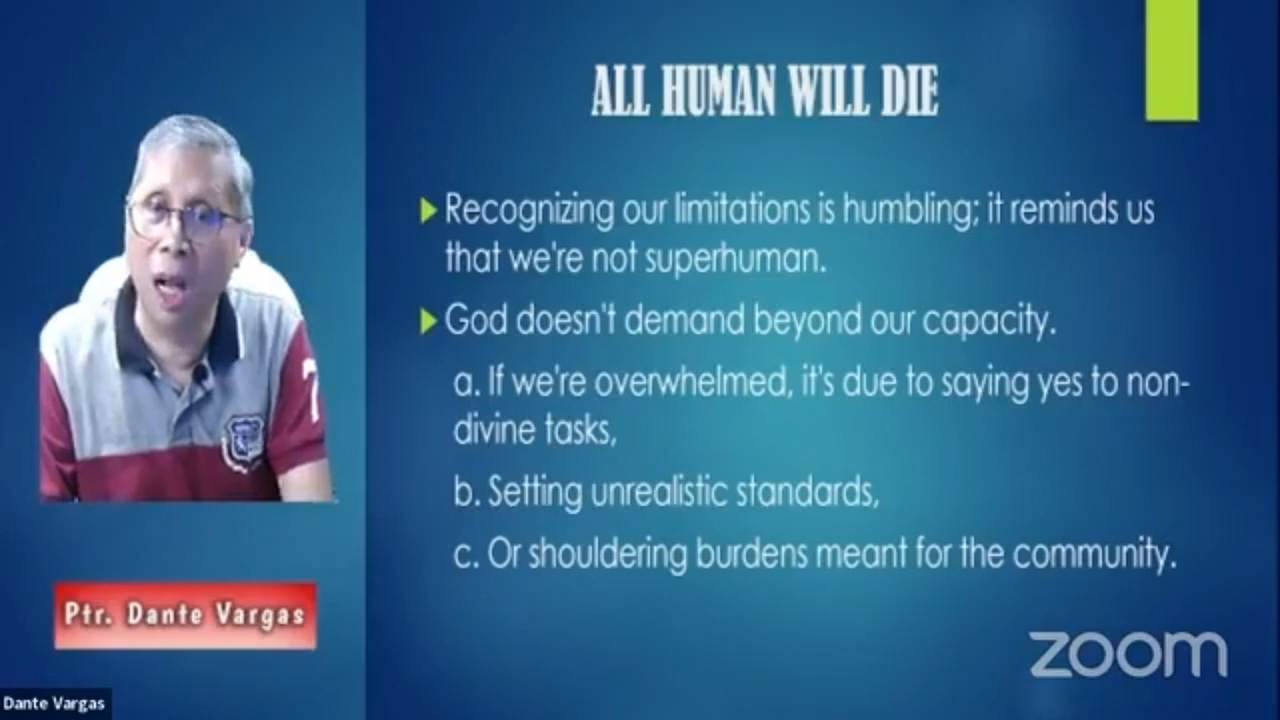 ALL HUMAN WILL DIE
Recognizing our limitations is humbling; it reminds us
that we're not superhuman.
God doesn't demand beyond our capacity.
a. If we're overwhelmed, it's due to saying yes to non-
divine tasks,
b. Setting unrealistic standards,
c. Or shouldering burdens meant for the community.
7
Ptr. Dante Vargas
zoom
Dante Vargas